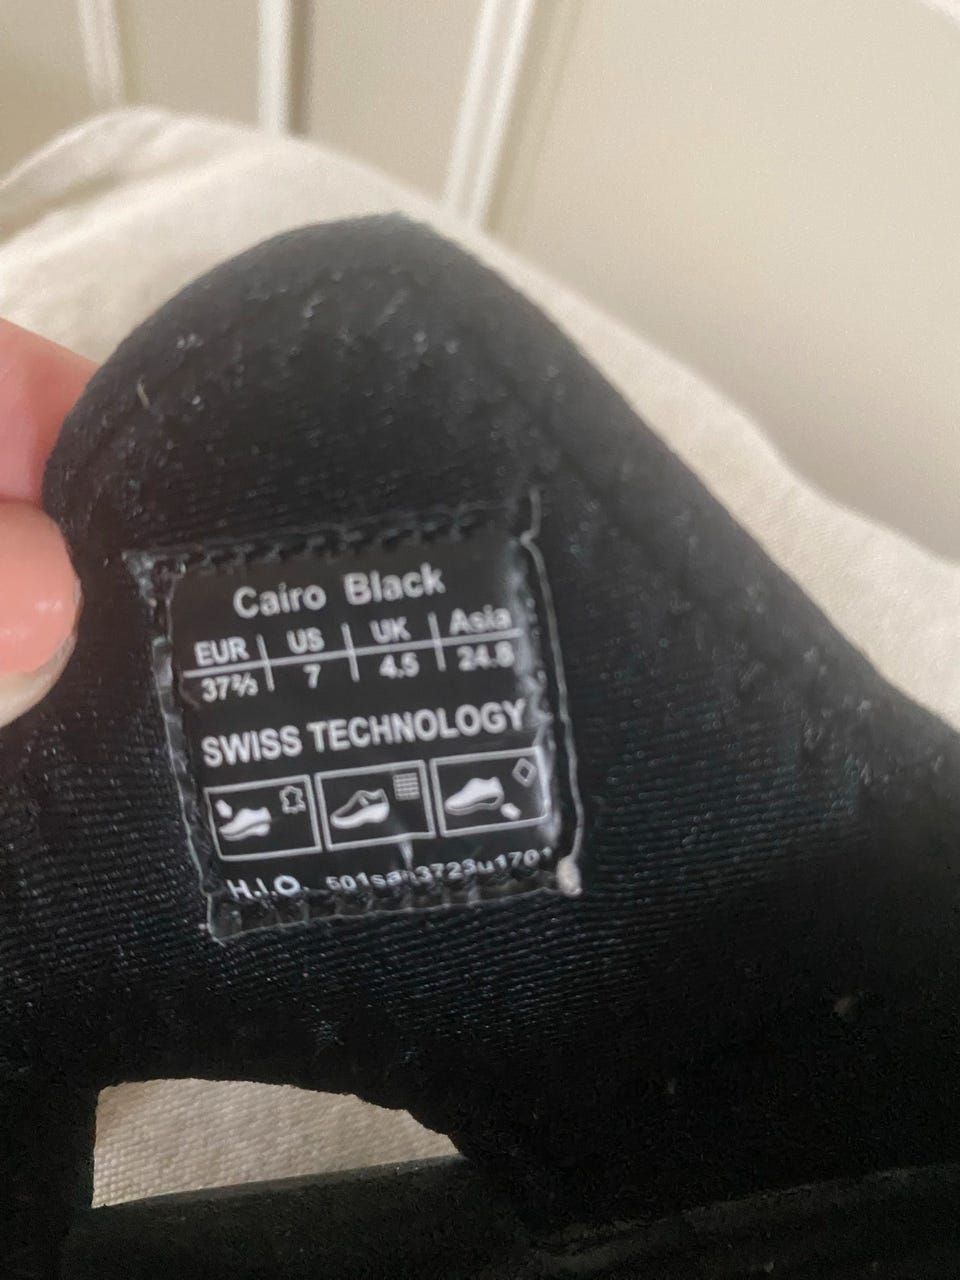 Cairo Black
EUR | US | UK | Asia
37⅔ | 7 | 4.5 | 24.8
SWISS TECHNOLOGY
H.I.O.